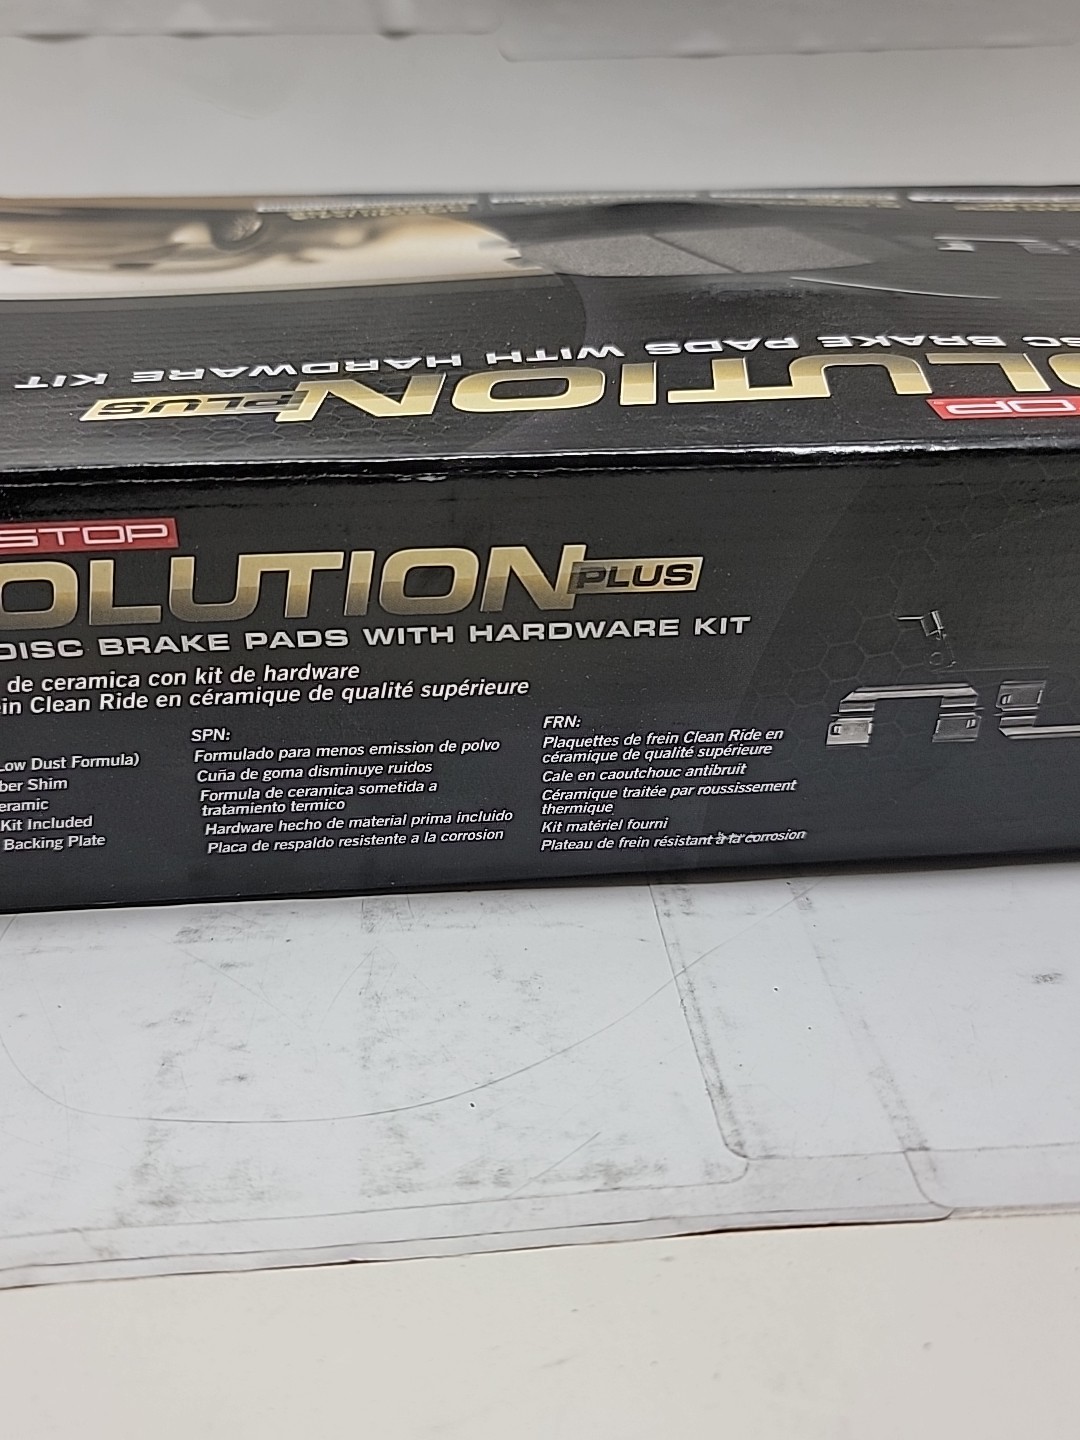 DISC BRAKE PADS WITH HARDWARE KIT
OLUTION PLUS
OP
STOP
OLUTION PLUS
DISC BRAKE PADS WITH HARDWARE KIT
de ceramica con kit de hardware
in Clean Ride en céramique de qualité supérieure
Low Dust Formula)
ber Shim
eramic
Kit Included
Backing Plate
SPN:
Formulado para menos emission de polvo
Cuña de goma disminuye ruidos
Formula de ceramica sometida a
tratamiento termico
Hardware hecho de material prima incluido
Placa de respaldo resistente a la corrosion
FRN:
Plaquettes de frein Clean Ride en
céramique de qualité supérieure
Cale en caoutchouc antibruit
Céramique traitée par roussissement
thermique
Kit matériel fourni
Plateau de frein résistant à la corrosion